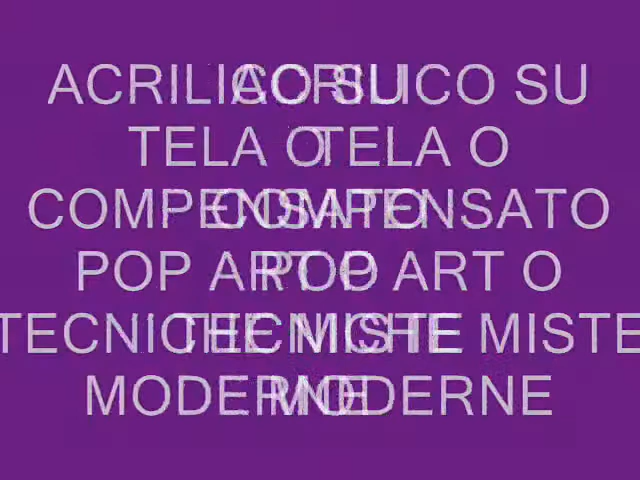 ACRILICO SU
TELA O
COMPENSATO
POP ART O
TECNICHE MISTE
MODERNE